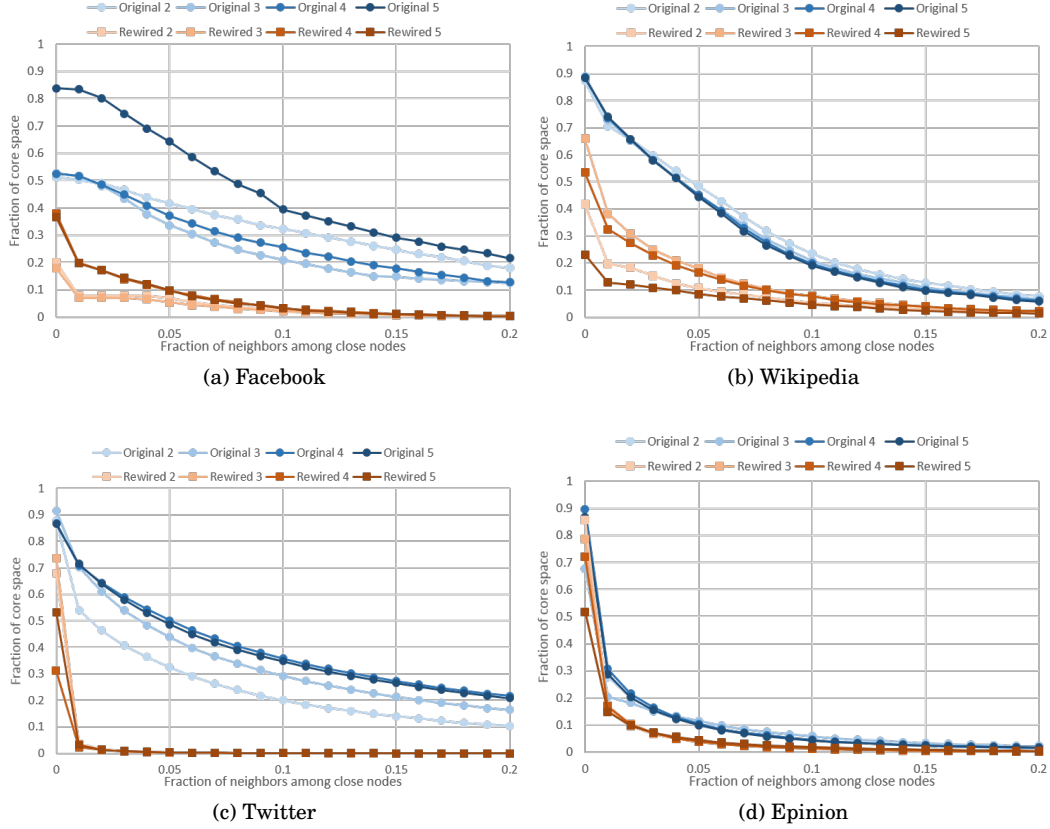 Original 2 Original 3 Orginal 4 Original 5
Rewired 2 Rewired 3 Rewired 4 Rewired 5
1
0.9
0.8
0.7
0.6
0.5
0.4
0.3
0.2
0.1
0
Fraction of core space
0 0.05 0.1 0.15 0.2
Fraction of neighbors among close nodes
(a) Facebook
Original 2 Original 3 Orginal 4 Original 5
Rewired 2 Rewired 3 Rewired 4 Rewired 5
1
0.9
0.8
0.7
0.6
0.5
0.4
0.3
0.2
0.1
0
Fraction of core space
0 0.05 0.1 0.15 0.2
Fraction of neighbors among close nodes
(b) Wikipedia
Original 2 Original 3 Orginal 4 Original 5
Rewired 2 Rewired 3 Rewired 4 Rewired 5
1
0.9
0.8
0.7
0.6
0.5
0.4
0.3
0.2
0.1
0
Fraction of core space
0 0.05 0.1 0.15 0.2
Fraction of neighbors among close nodes
(c) Twitter
Original 2 Original 3 Orginal 4 Original 5
Rewired 2 Rewired 3 Rewired 4 Rewired 5
1
0.9
0.8
0.7
0.6
0.5
0.4
0.3
0.2
0.1
0
Fraction of core space
0 0.05 0.1 0.15 0.2
Fraction of neighbors among close nodes
(d) Epinion